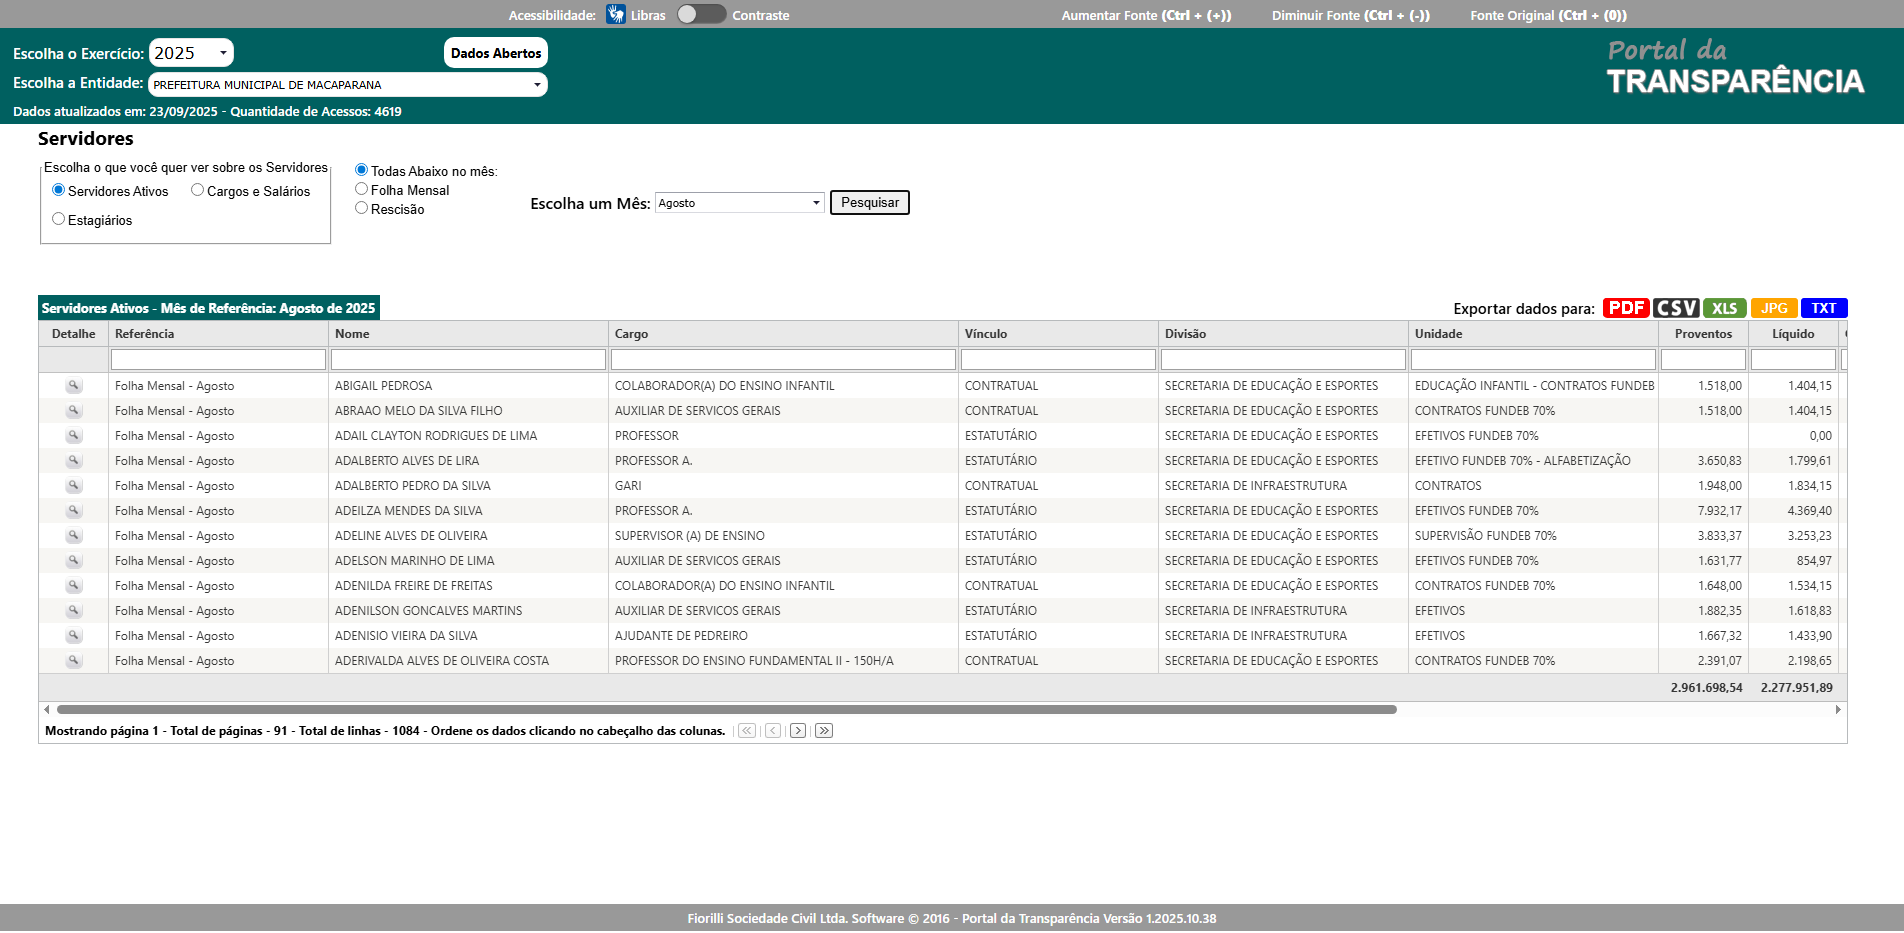 Acessibilidade: Libras Contraste Aumentar Fonte (Ctrl + (+)) Diminuir Fonte (Ctrl + (-)) Fonte Original (Ctrl + (0))
Escolha o Exercício: 2025 Dados Abertos
Escolha a Entidade: PREFEITURA MUNICIPAL DE MACAPARANA
Dados atualizados em: 23/09/2025 - Quantidade de Acessos: 4619
Portal da
TRANSPARÊNCIA
Servidores
Escolha o que você quer ver sobre os Servidores
Servidores Ativos Cargos e Salários
Estagiários
Todas Abaixo no mês:
Folha Mensal
Rescisão
Escolha um Mês: Agosto Pesquisar
Servidores Ativos - Mês de Referência: Agosto de 2025 Exportar dados para: PDF CSV XLS JPG TXT
Detalhe Referência Nome Cargo Vínculo Divisão Unidade Proventos Líquido
Folha Mensal - Agosto ABIGAIL PEDROSA COLABORADOR(A) DO ENSINO INFANTIL CONTRATUAL SECRETARIA DE EDUCAÇÃO E ESPORTES EDUCAÇÃO INFANTIL - CONTRATOS FUNDEB 1.518,00 1.404,15
Folha Mensal - Agosto ABRAAO MELO DA SILVA FILHO AUXILIAR DE SERVICOS GERAIS CONTRATUAL SECRETARIA DE EDUCAÇÃO E ESPORTES CONTRATOS FUNDEB 70% 1.518,00 1.404,15
Folha Mensal - Agosto ADAIL CLAYTON RODRIGUES DE LIMA PROFESSOR ESTATUTÁRIO SECRETARIA DE EDUCAÇÃO E ESPORTES EFETIVOS FUNDEB 70% 0,00
Folha Mensal - Agosto ADALBERTO ALVES DE LIRA PROFESSOR A. ESTATUTÁRIO SECRETARIA DE EDUCAÇÃO E ESPORTES EFETIVO FUNDEB 70% - ALFABETIZAÇÃO 3.650,83 1.799,61
Folha Mensal - Agosto ADALBERTO PEDRO DA SILVA GARI CONTRATUAL SECRETARIA DE INFRAESTRUTURA CONTRATOS 1.948,00 1.834,15
Folha Mensal - Agosto ADEILZA MENDES DA SILVA PROFESSOR A. ESTATUTÁRIO SECRETARIA DE EDUCAÇÃO E ESPORTES EFETIVOS FUNDEB 70% 7.932,17 4.369,40
Folha Mensal - Agosto ADELINE ALVES DE OLIVEIRA SUPERVISOR (A) DE ENSINO ESTATUTÁRIO SECRETARIA DE EDUCAÇÃO E ESPORTES SUPERVISÃO FUNDEB 70% 3.833,37 3.253,23
Folha Mensal - Agosto ADELSON MARINHO DE LIMA AUXILIAR DE SERVICOS GERAIS ESTATUTÁRIO SECRETARIA DE EDUCAÇÃO E ESPORTES EFETIVOS FUNDEB 70% 1.631,77 854,97
Folha Mensal - Agosto ADENILDA FREIRE DE FREITAS COLABORADOR(A) DO ENSINO INFANTIL CONTRATUAL SECRETARIA DE EDUCAÇÃO E ESPORTES CONTRATOS FUNDEB 70% 1.648,00 1.534,15
Folha Mensal - Agosto ADENILSON GONCALVES MARTINS AUXILIAR DE SERVICOS GERAIS ESTATUTÁRIO SECRETARIA DE INFRAESTRUTURA EFETIVOS 1.882,35 1.618,83
Folha Mensal - Agosto ADENISIO VIEIRA DA SILVA AJUDANTE DE PEDREIRO ESTATUTÁRIO SECRETARIA DE INFRAESTRUTURA EFETIVOS 1.667,32 1.433,90
Folha Mensal - Agosto ADERIVALDA ALVES DE OLIVEIRA COSTA PROFESSOR DO ENSINO FUNDAMENTAL II - 150H/A CONTRATUAL SECRETARIA DE EDUCAÇÃO E ESPORTES CONTRATOS FUNDEB 70% 2.391,07 2.198,65
2.961.698,54 2.277.951,89
Mostrando página 1 - Total de páginas - 91 - Total de linhas - 1084 - Ordene os dados clicando no cabeçalho das colunas.
Fiorilli Sociedade Civil Ltda. Software © 2016 - Portal da Transparência Versão 1.2025.10.38